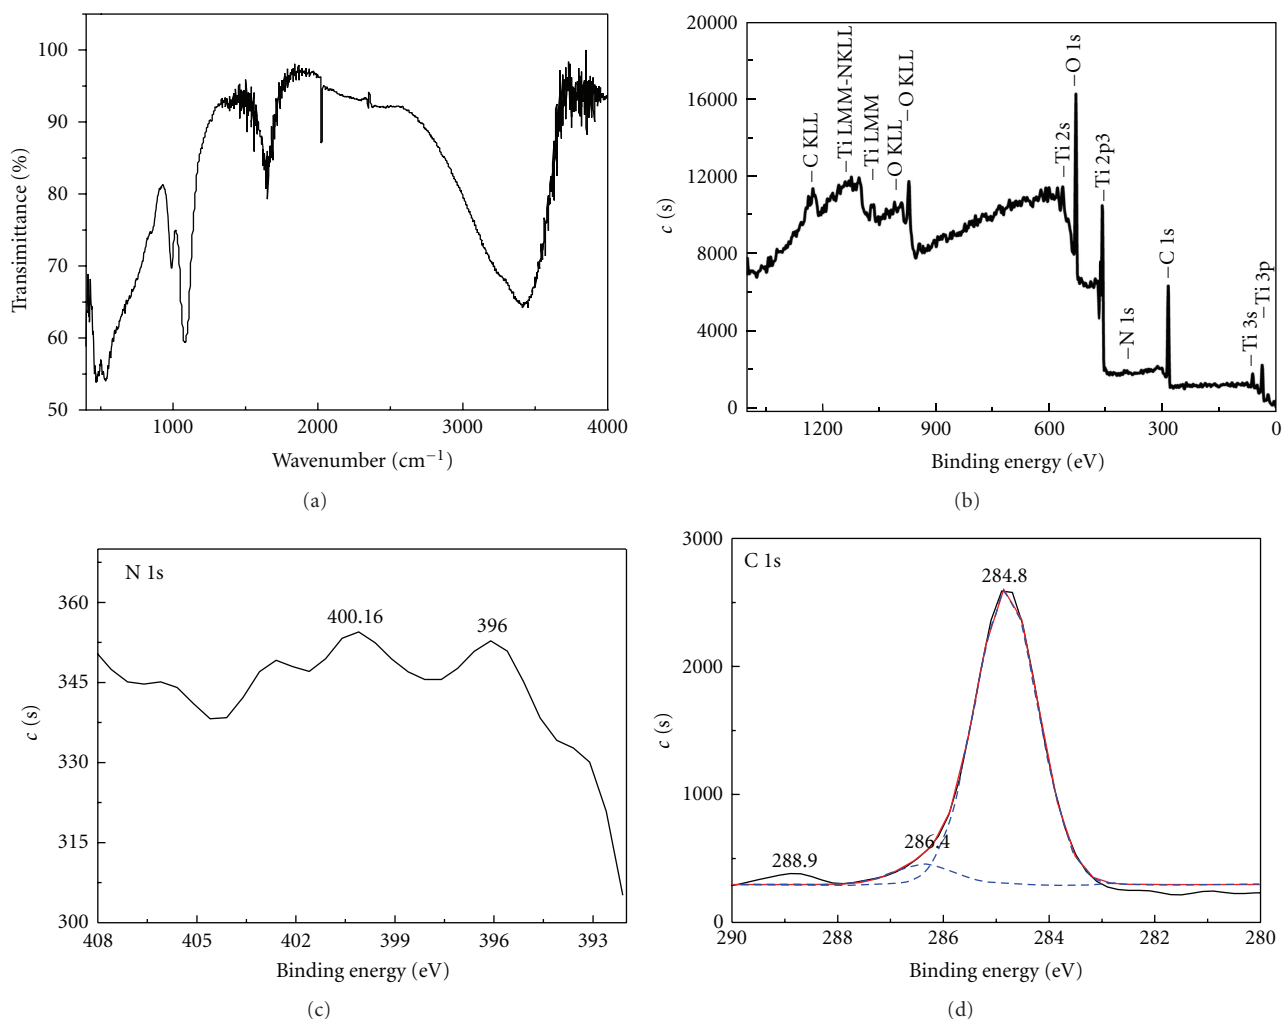 100
90
80
70
60
50
1000
2000
3000
4000
Transimittance (%)
Wavenumber (cm−1)
(a)
20000
16000
12000
8000
4000
0
1200
900
600
300
0
c (s)
Binding energy (eV)
C KLL
Ti LMM-NKLL
Ti LMM
O KLL
O KLL
Ti 2s
O 1s
Ti 2p3
N 1s
C 1s
Ti 3s
Ti 3p
(b)
N 1s
400.16
396
360
345
330
315
300
408
405
402
399
396
393
c (s)
Binding energy (eV)
(c)
C 1s
284.8
286.4
288.9
3000
2000
1000
0
290
288
286
284
282
280
c (s)
Binding energy (eV)
(d)